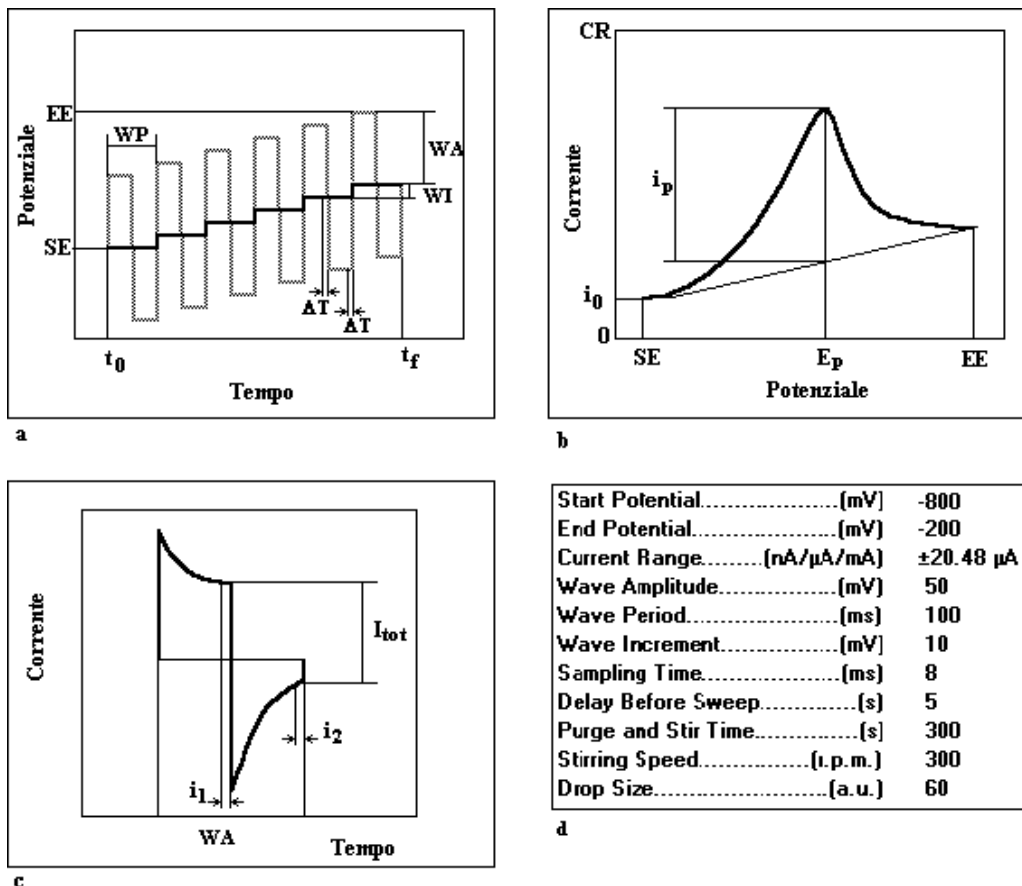 EE
WP
Potenziale
WA
WI
SE
ΔT
ΔT
t0
tf
Tempo
a
CR
Corrente
ip
i0
0
SE
Ep
EE
Potenziale
b
Corrente
Itot
i2
i1
WA
Tempo
c
Start Potential....................(mV) -800
End Potential.....................(mV) -200
Current Range.......(nA/µA/mA) ±20.48 µA
Wave Amplitude.................(mV) 50
Wave Period.......................(ms) 100
Wave Increment..................(mV) 10
Sampling Time....................(ms) 8
Delay Before Sweep...............(s) 5
Purge and Stir Time................(s) 300
Stirring Speed..................(r.p.m.) 300
Drop Size..........................(a.u.) 60
d